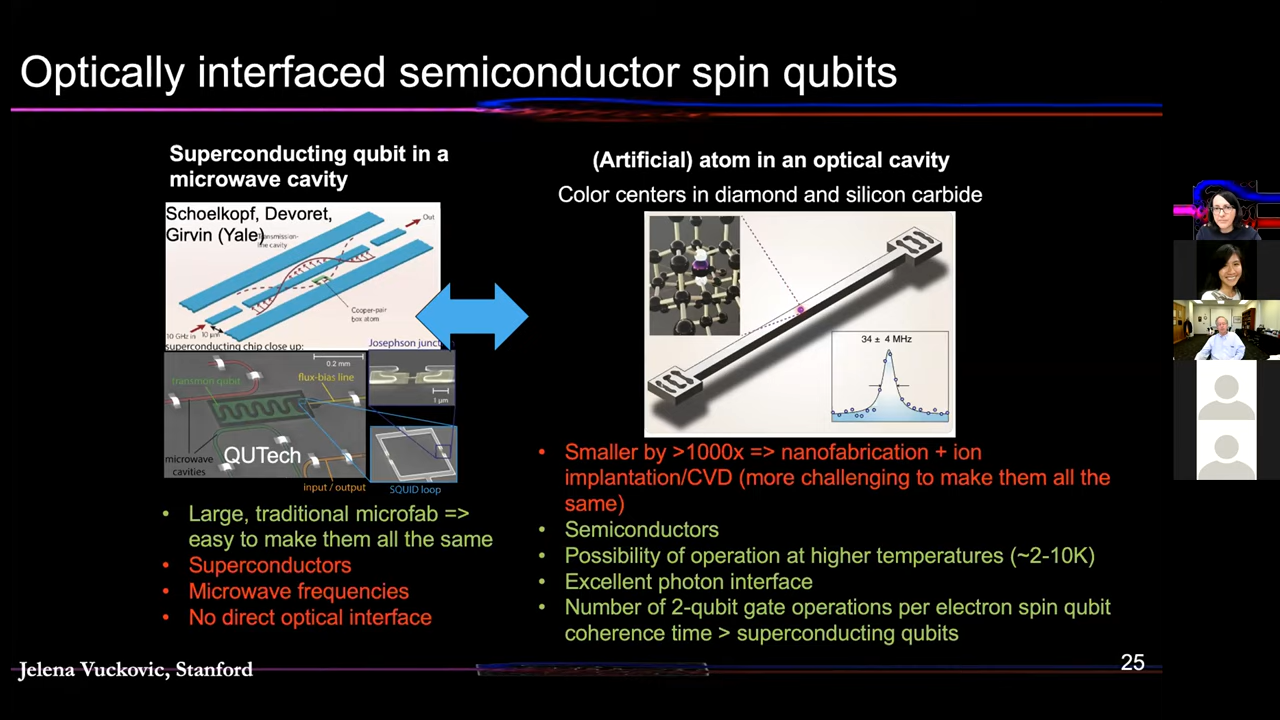 Optically interfaced semiconductor spin qubits
Superconducting qubit in a
microwave cavity
Schoelkopf, Devoret,
Girvin (Yale)
Out
line cavity
Cooper-pair
box atom
10 GHz in
10 µm
superconducting chip close up:
Josephson junction
0.2 mm
transmon qubit
flux-bias line
1 µm
microwave
cavities
QUTech
input / output
SQUID loop
• Large, traditional microfab =>
easy to make them all the same
• Superconductors
• Microwave frequencies
• No direct optical interface
(Artificial) atom in an optical cavity
Color centers in diamond and silicon carbide
34 ± 4 MHz
• Smaller by >1000x => nanofabrication + ion
implantation/CVD (more challenging to make them all the
same)
• Semiconductors
• Possibility of operation at higher temperatures (~2-10K)
• Excellent photon interface
• Number of 2-qubit gate operations per electron spin qubit
coherence time > superconducting qubits
Jelena Vuckovic, Stanford
25